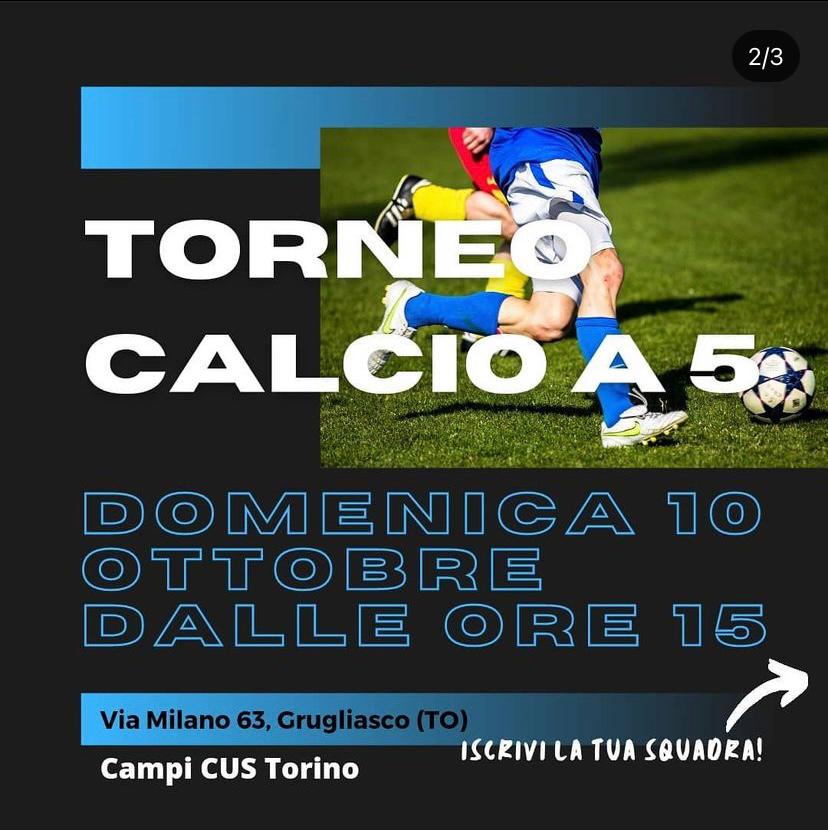 2/3
TORNEO
CALCIO A 5
DOMENICA 10
OTTOBRE
DALLE ORE 15
Via Milano 63, Grugliasco (TO)
ISCRIVI LA TUA SQUADRA!
Campi CUS Torino